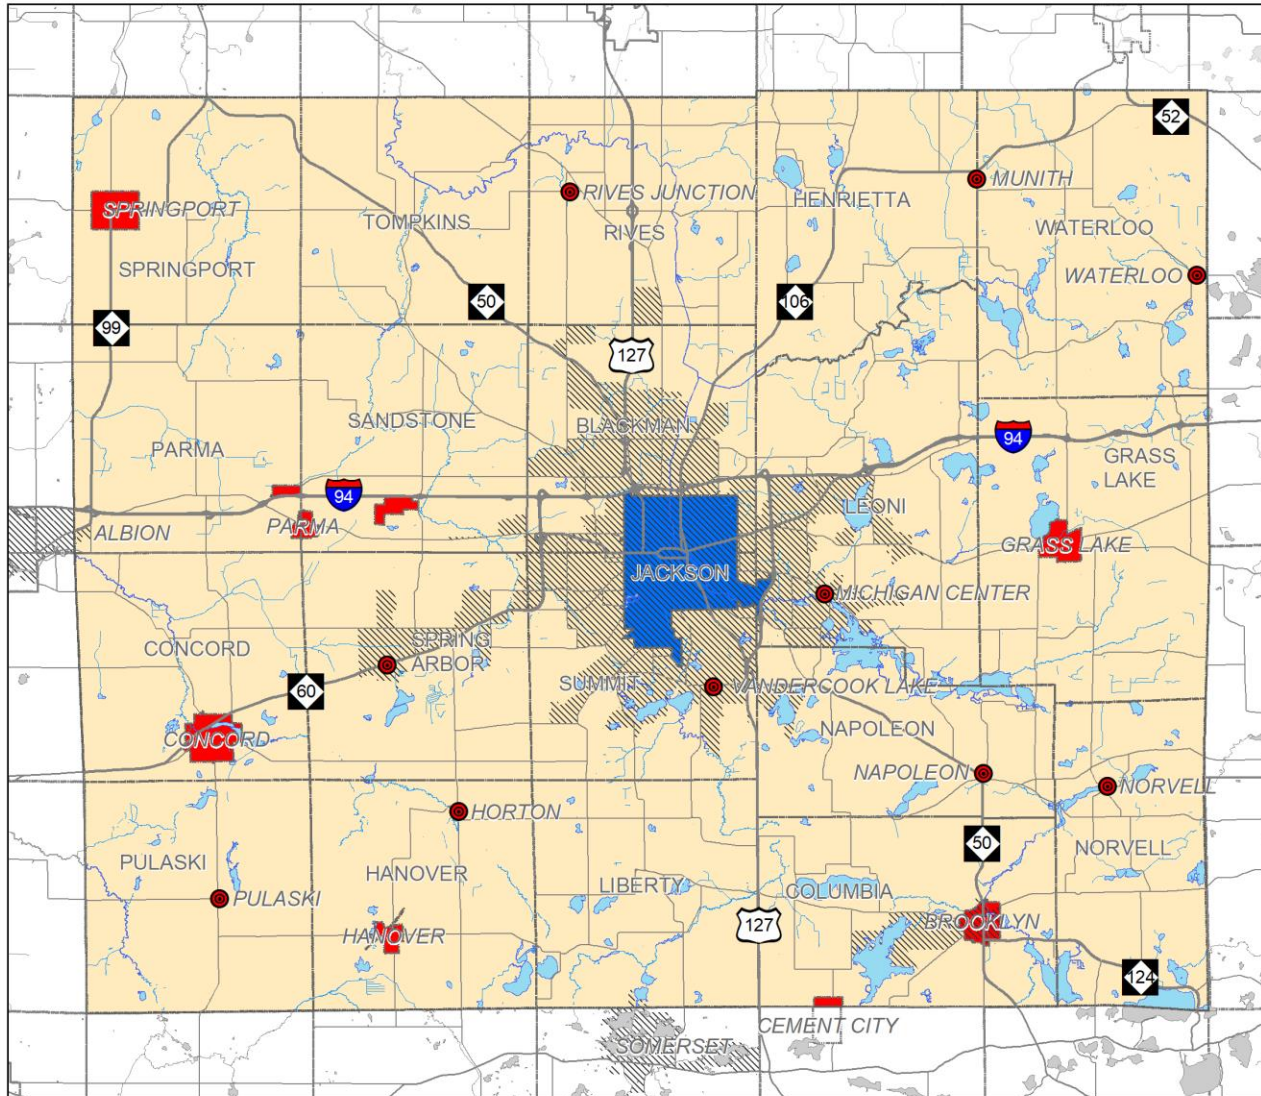 52
MUNITH
RIVES JUNCTION
HENRIETTA
SPRINGPORT
TOMPKINS
RIVES
WATERLOO
SPRINGPORT
WATERLOO
50
106
99
127
SANDSTONE
BLACKMAN
94
PARMA
GRASS
LAKE
94
LEONI
PARMA
ALBION
GRASS LAKE
JACKSON
MICHIGAN CENTER
CONCORD
SPRING
ARBOR
SUMMIT
VANDERCOOK LAKE
60
NAPOLEON
CONCORD
NAPOLEON
NORVELL
HORTON
50
NORVELL
PULASKI
HANOVER
LIBERTY
COLUMBIA
PULASKI
BROOKLYN
127
HANOVER
124
CEMENT CITY
SOMERSET